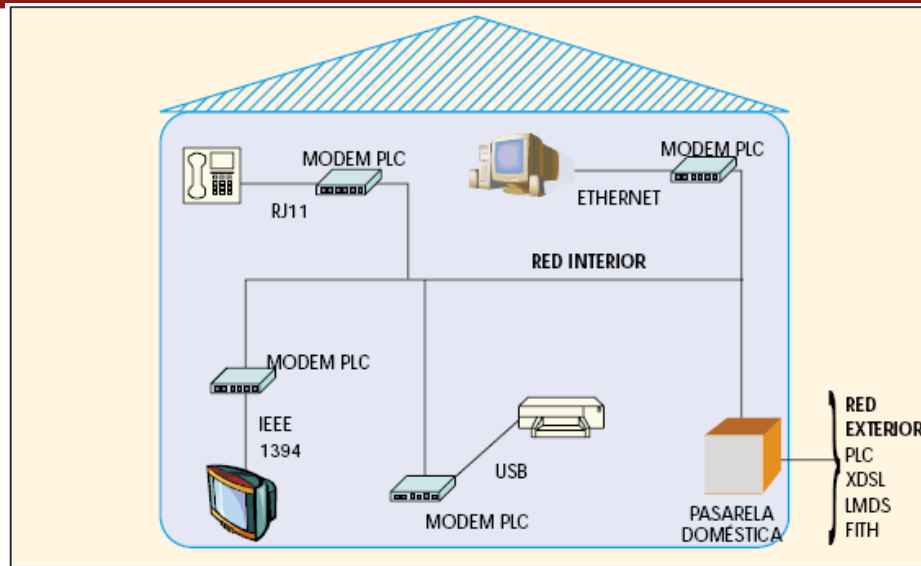 MODEM PLC
MODEM PLC
RJ11
ETHERNET
RED INTERIOR
MODEM PLC
IEEE
1394
USB
MODEM PLC
PASARELA
DOMÉSTICA
RED
EXTERIOR
PLC
XDSL
LMDS
FITH